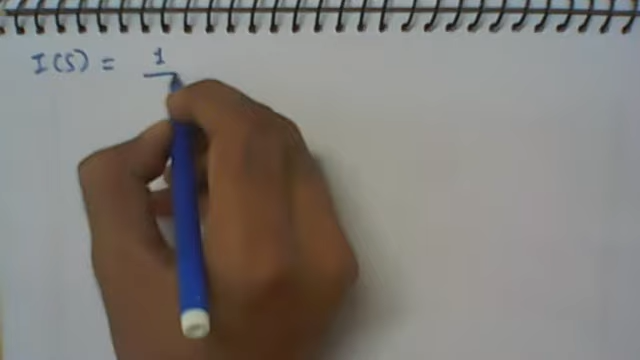 I(S) = 1